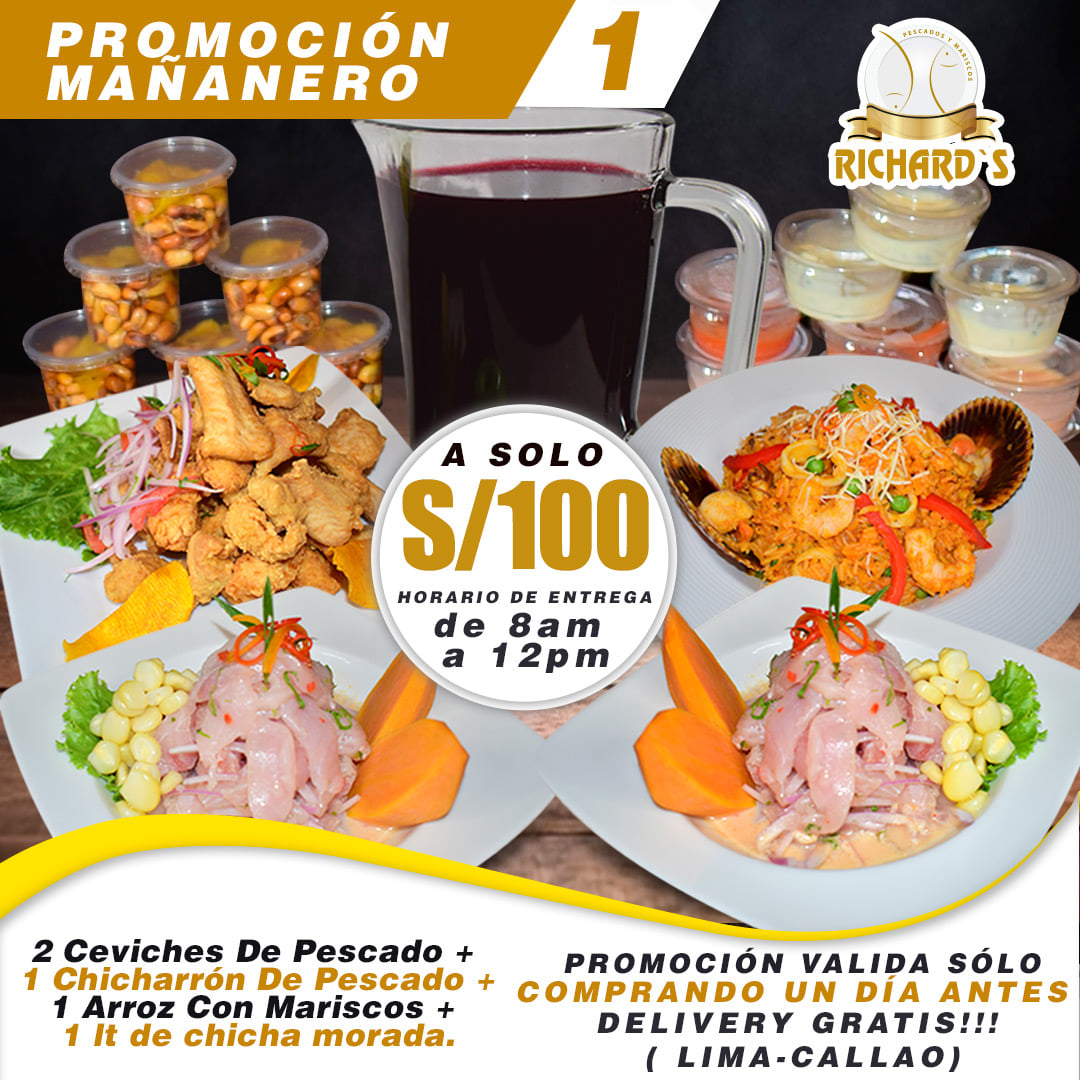 PROMOCIÓN
MAÑANERO
1
PESCADOS Y MARISCOS
RICHARD`S
A SOLO
S/100
HORARIO DE ENTREGA
de 8am
a 12pm
2 Ceviches De Pescado +
1 Chicharrón De Pescado +
1 Arroz Con Mariscos +
1 lt de chicha morada.
PROMOCIÓN VALIDA SÓLO
COMPRANDO UN DÍA ANTES
DELIVERY GRATIS!!!
( LIMA-CALLAO)